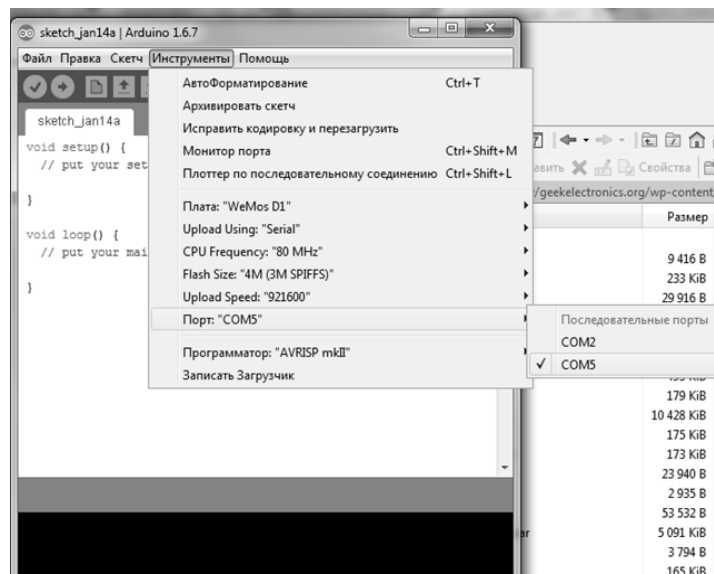 sketch_jan14a | Arduino 1.6.7
Файл Правка Скетч Инструменты Помощь
sketch_jan14a
void setup() {
// put your set
}
void loop() {
// put your mai
}
АвтоФорматирование Ctrl+T
Архивировать скетч
Исправить кодировку и перезагрузить
Монитор порта Ctrl+Shift+M
Плоттер по последовательному соединению Ctrl+Shift+L
Плата: "WeMos D1"
Upload Using: "Serial"
CPU Frequency: "80 MHz"
Flash Size: "4M (3M SPIFFS)"
Upload Speed: "921600"
Порт: "COM5"
Программатор: "AVRISP mkII"
Записать Загрузчик
Последовательные порты
COM2
COM5
авить Свойства
/geekelectronics.org/wp-content
Размер
9 416 B
233 KiB
29 916 B
179 KiB
10 428 KiB
175 KiB
173 KiB
23 940 B
2 935 B
53 532 B
ar 5 091 KiB
3 794 B
165 KiB